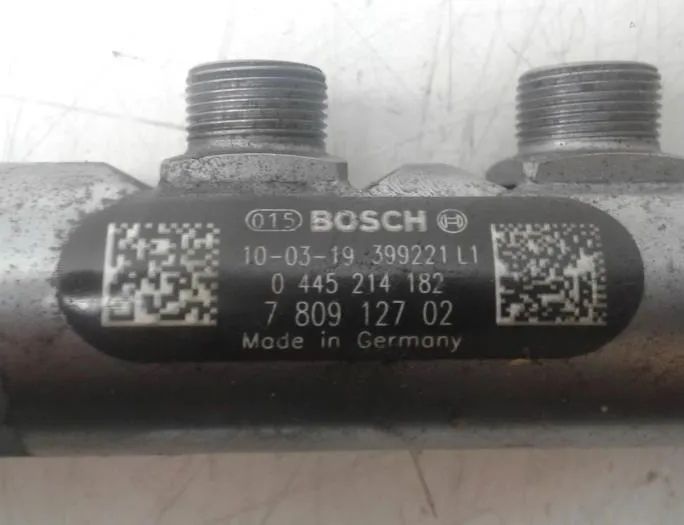 015 BOSCH
10-03-19 399221 L1
0 445 214 182
7 809 127 02
Made in Germany